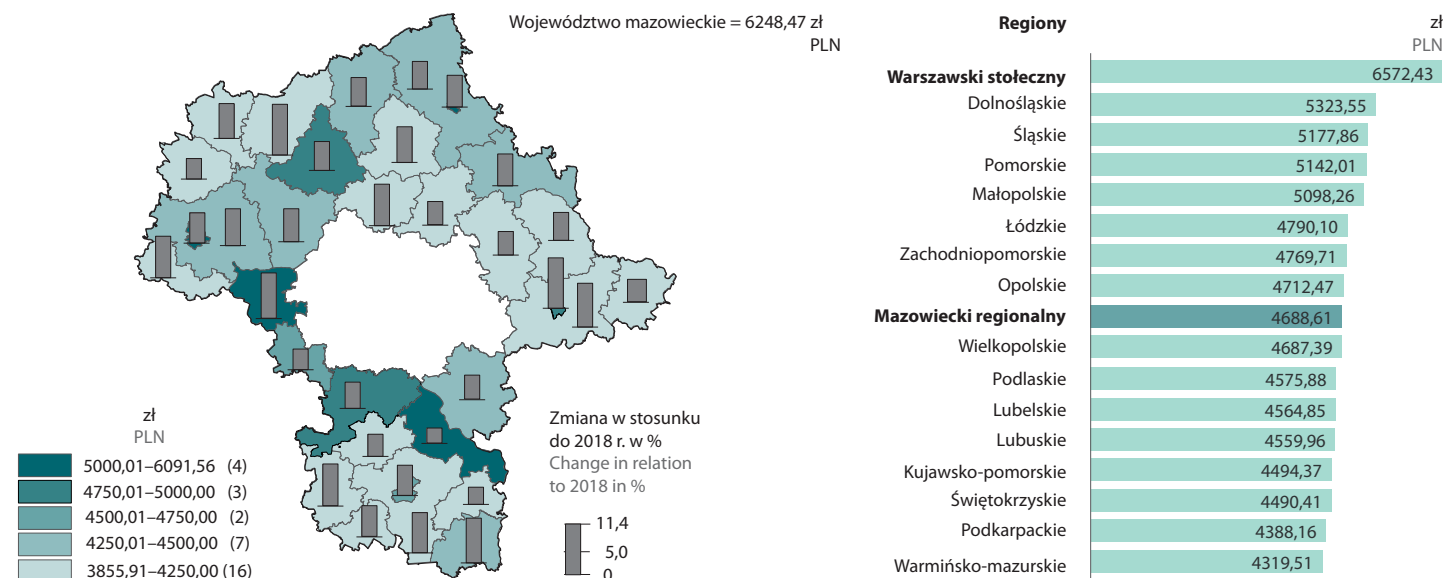 Województwo mazowieckie = 6248,47 zł
PLN
zł
PLN
5000,01–6091,56 (4)
4750,01–5000,00 (3)
4500,01–4750,00 (2)
4250,01–4500,00 (7)
3855,91–4250,00 (16)
Zmiana w stosunku
do 2018 r. w %
Change in relation
to 2018 in %
11,4
5,0
0
Regiony zł
PLN
Warszawski stołeczny 6572,43
Dolnośląskie 5323,55
Śląskie 5177,86
Pomorskie 5142,01
Małopolskie 5098,26
Łódzkie 4790,10
Zachodniopomorskie 4769,71
Opolskie 4712,47
Mazowiecki regionalny 4688,61
Wielkopolskie 4687,39
Podlaskie 4575,88
Lubelskie 4564,85
Lubuskie 4559,96
Kujawsko-pomorskie 4494,37
Świętokrzyskie 4490,41
Podkarpackie 4388,16
Warmińsko-mazurskie 4319,51